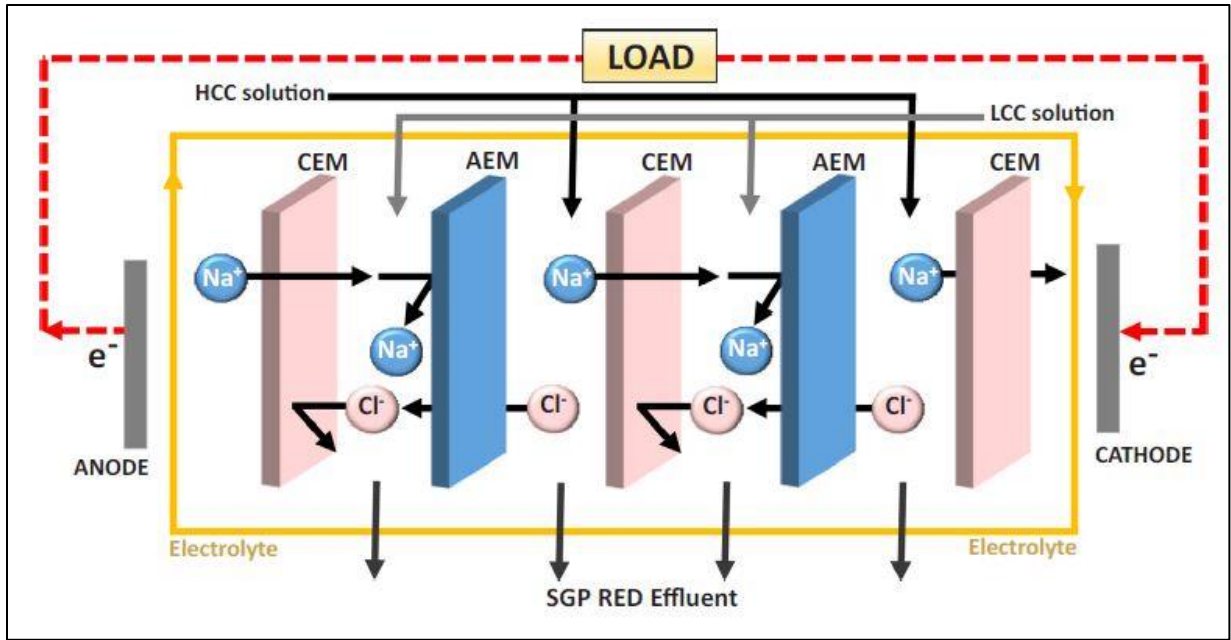 LOAD
HCC solution
LCC solution
CEM AEM CEM AEM CEM
Na⁺ Na⁺ Na⁺
Na⁺ Na⁺
e⁻ e⁻
Cl⁻ Cl⁻ Cl⁻ Cl⁻
ANODE CATHODE
Electrolyte Electrolyte
SGP RED Effluent